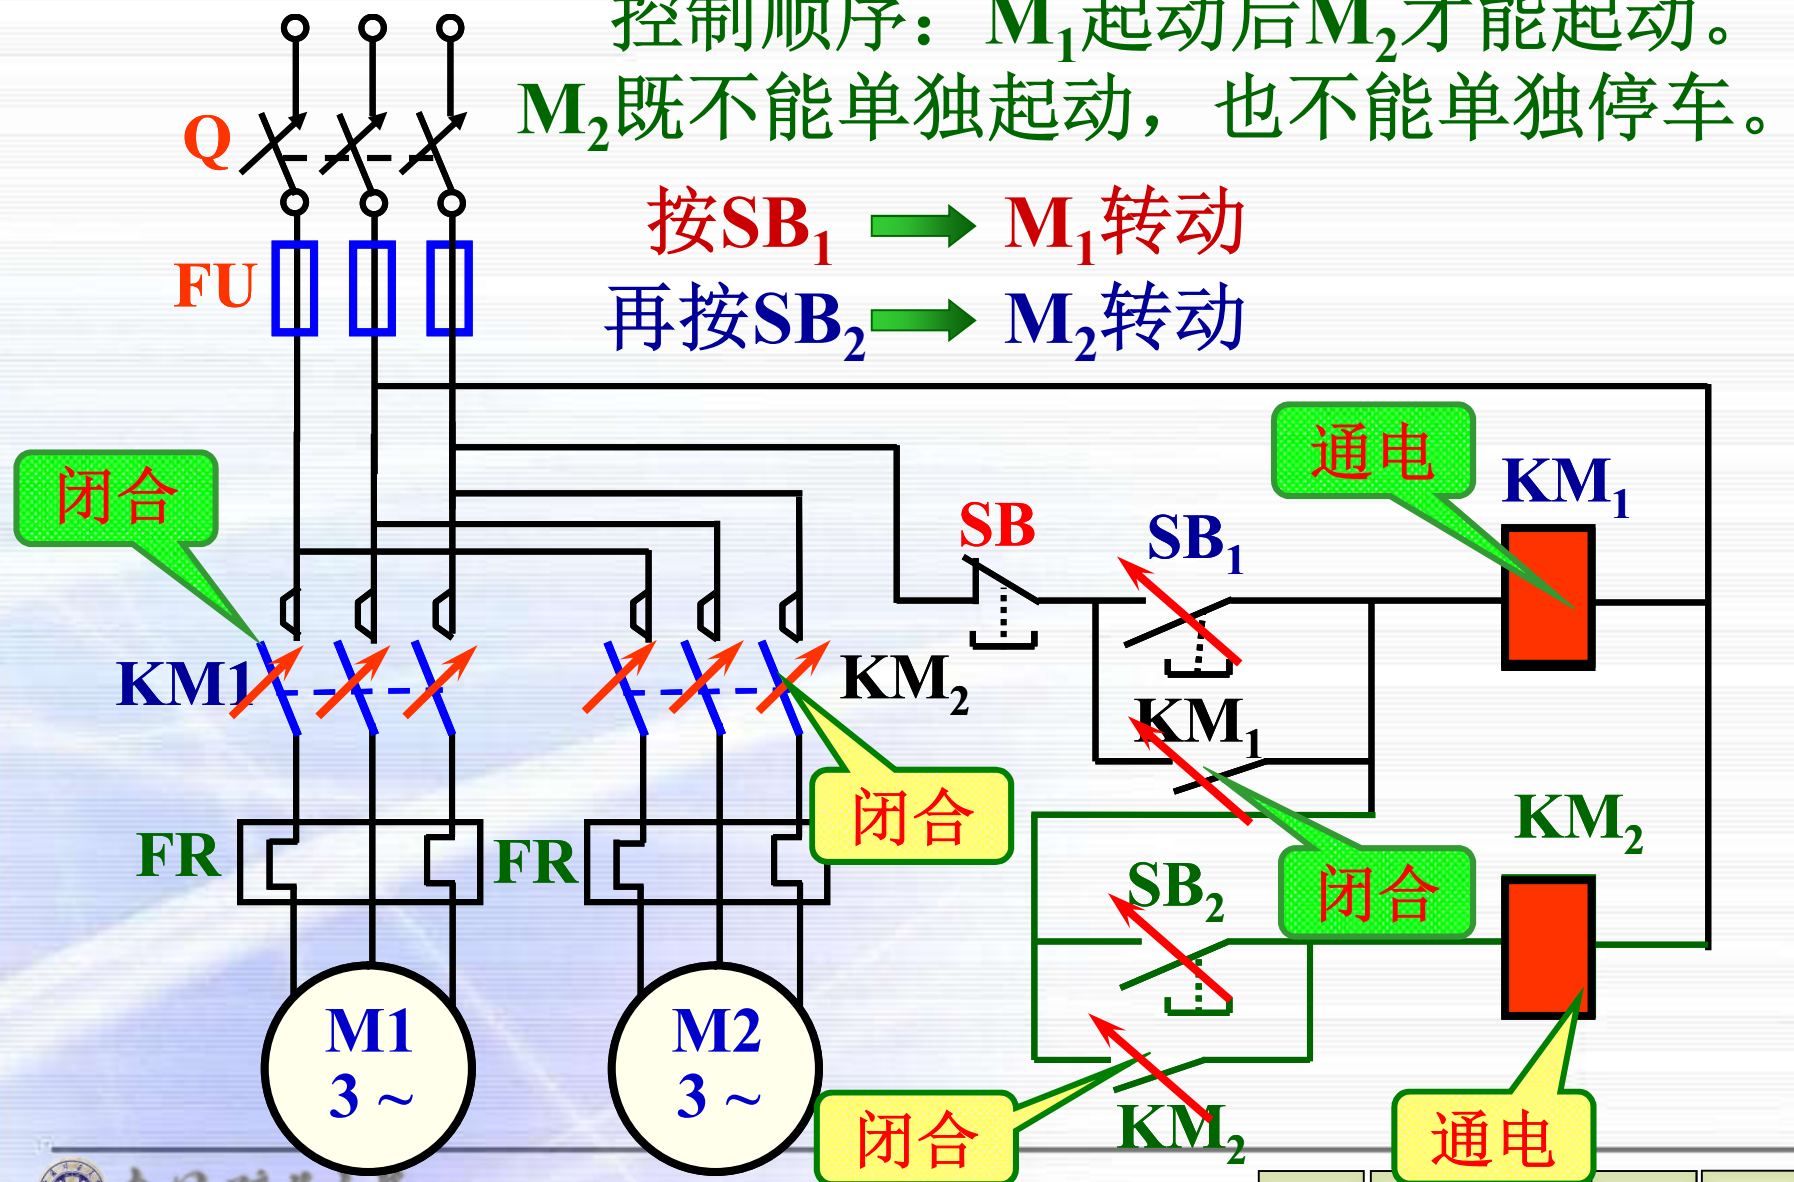 控制顺序：M₁起动后M₂才能起动。
M₂既不能单独起动，也不能单独停车。
Q
按SB₁ M₁转动
FU
再按SB₂ M₂转动
闭合
通电
KM₁
SB
SB₁
KM1
KM₂
KM₁
闭合
KM₂
FR
FR
闭合
SB₂
M1
3 ~
M2
3 ~
闭合
KM₂
通电